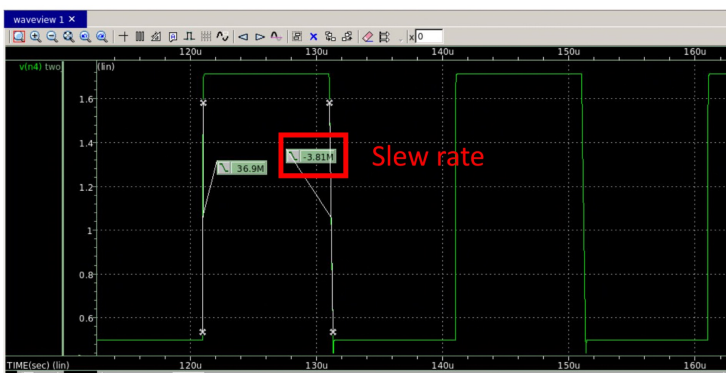 waveview 1 ×
x 0
120u 130u 140u 150u 160u
v(n4) two (lin)
1.6
1.4
Slew rate
-3.81M
36.9M
1.2
1
0.8
0.6
TIME(sec) (lin)
120u 130u 140u 150u 160u